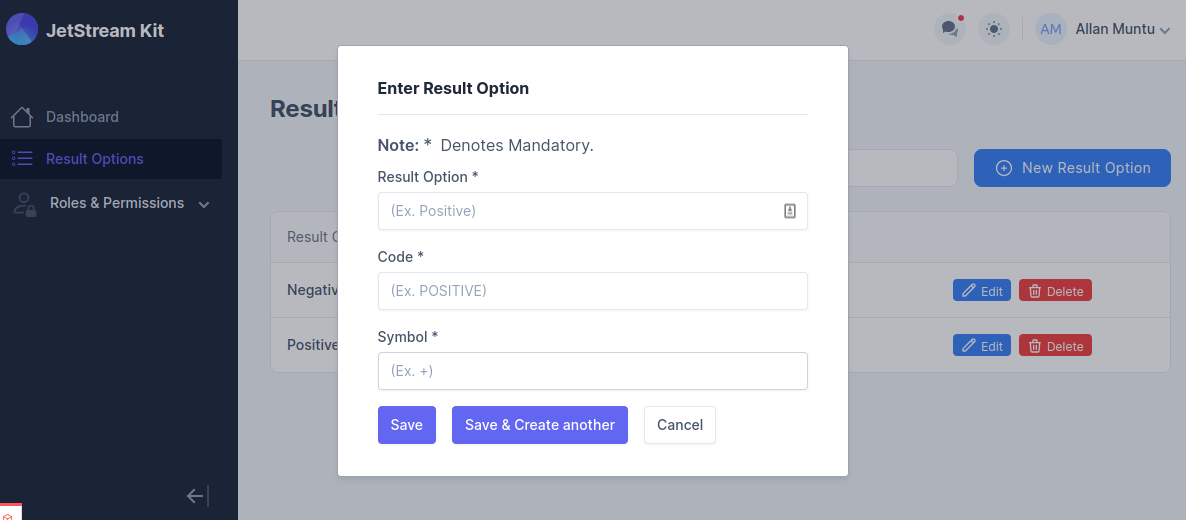 JetStream Kit
AM Allan Muntu
Dashboard
Result Options
Roles & Permissions
Result
New Result Option
Result
Negativ
Edit Delete
Positive
Edit Delete
Enter Result Option
Note: * Denotes Mandatory.
Result Option *
(Ex. Positive)
Code *
(Ex. POSITIVE)
Symbol *
(Ex. +)
Save Save & Create another Cancel